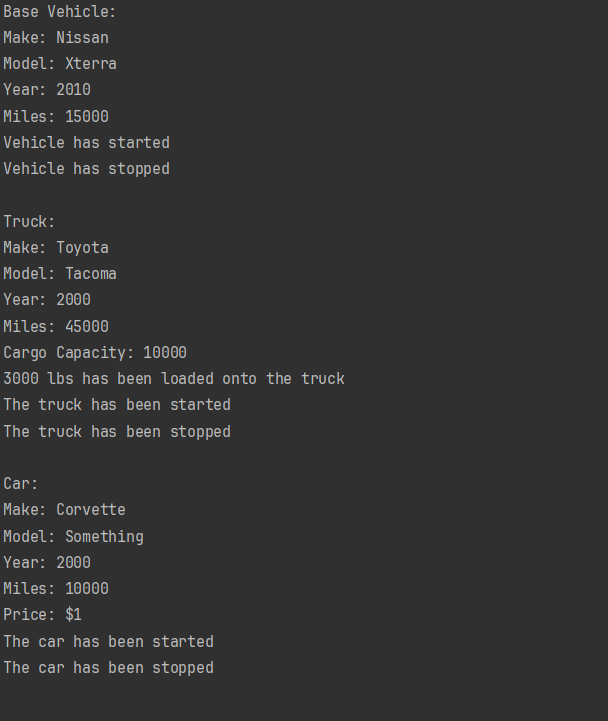 Base Vehicle:
Make: Nissan
Model: Xterra
Year: 2010
Miles: 15000
Vehicle has started
Vehicle has stopped
Truck:
Make: Toyota
Model: Tacoma
Year: 2000
Miles: 45000
Cargo Capacity: 10000
3000 lbs has been loaded onto the truck
The truck has been started
The truck has been stopped
Car:
Make: Corvette
Model: Something
Year: 2000
Miles: 10000
Price: $1
The car has been started
The car has been stopped